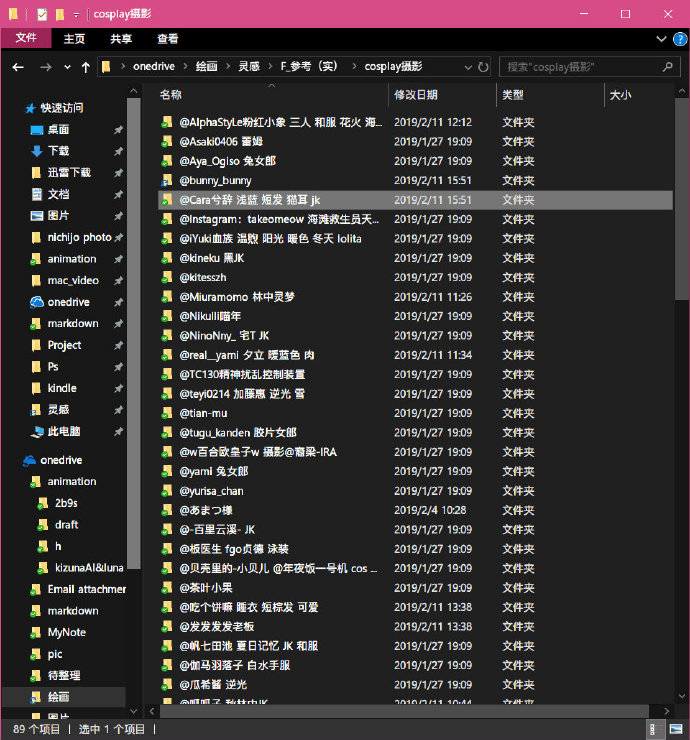 cosplay摄影
文件 主页 共享 查看
onedrive > 绘画 > 灵感 > F_参考（实） > cosplay摄影
搜索"cosplay摄影"
名称 修改日期 类型 大小
快速访问
桌面
下载
迅雷下载
文档
图片
nichijo photo
animation
mac_video
onedrive
markdown
Project
Ps
kindle
灵感
此电脑
onedrive
animation
2b9s
draft
h
kizunaAI&luna
Email attachmer
markdown
MyNote
pic
待整理
绘画
图片
@AlphaStyLe粉红小象 三人 和服 花火 海... 2019/2/11 12:12 文件夹
@Asaki0406 蕾姆 2019/1/27 19:09 文件夹
@Aya_Ogiso 兔女郎 2019/1/27 19:09 文件夹
@bunny_bunny 2019/2/11 15:51 文件夹
@Cara兮辞 浅蓝 短发 猫耳 jk 2019/2/11 15:51 文件夹
@Instagram：takeomeow 海滩救生员天... 2019/1/27 19:09 文件夹
@iYuki血族 温煦 阳光 暖色 冬天 lolita 2019/1/27 19:09 文件夹
@kineku 黑JK 2019/1/27 19:09 文件夹
@kitesszh 2019/1/27 19:09 文件夹
@Miuramomo 林中灵梦 2019/2/11 11:26 文件夹
@Nikulli喵年 2019/1/27 19:09 文件夹
@NinoNny_ 宅T JK 2019/1/27 19:09 文件夹
@real__yami 夕立 暖蓝色 肉 2019/2/11 11:34 文件夹
@TC130精神扰乱控制装置 2019/1/27 19:09 文件夹
@teyi0214 加藤惠 逆光 雪 2019/1/27 19:09 文件夹
@tian-mu 2019/1/27 19:09 文件夹
@tugu_kanden 胶片女郎 2019/1/27 19:09 文件夹
@w百合欧皇子w 摄影@裔梁-IRA 2019/1/27 19:09 文件夹
@yami 兔女郎 2019/1/27 19:09 文件夹
@yurisa_chan 2019/1/27 19:09 文件夹
@あまつ様 2019/2/4 10:28 文件夹
@-百里云溪- JK 2019/1/27 19:09 文件夹
@板医生 fgo贞德 泳装 2019/1/27 19:09 文件夹
@贝壳里的-小贝儿 @年夜饭一号机 cos ... 2019/1/27 19:09 文件夹
@茶叶小果 2019/1/27 19:09 文件夹
@吃个饼嘛 睡衣 短棕发 可爱 2019/2/11 13:38 文件夹
@发发发发老板 2019/2/11 13:38 文件夹
@帆七田池 夏日记忆 JK 和服 2019/1/27 19:09 文件夹
@伽马羽落子 白水手服 2019/1/27 19:09 文件夹
@瓜希酱 逆光 2019/1/27 19:09 文件夹
2019/2/11 10:44 文件夹
89 个项目 选中 1 个项目